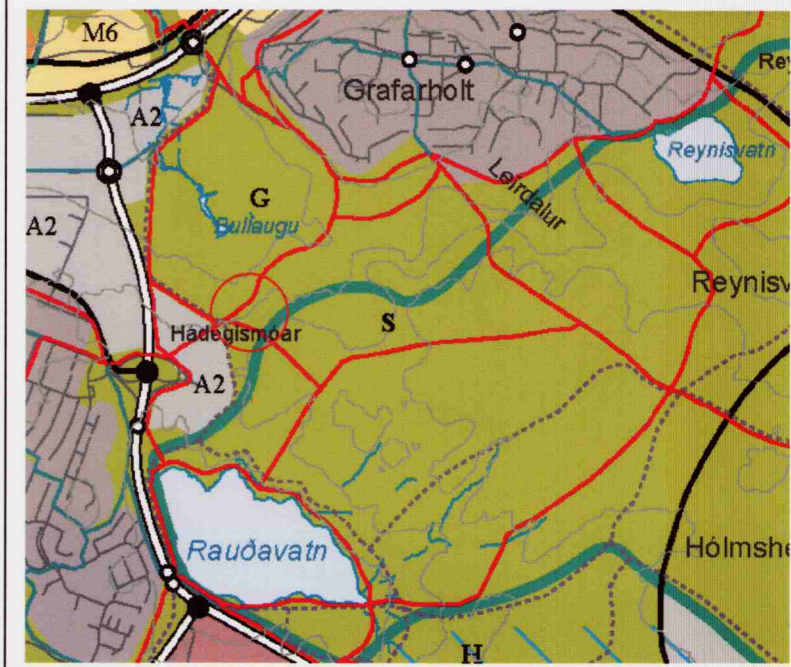 M6
A2
Grafarholt
Rey
Reynisvatn
Leirdalur
G
Bullaugu
A2
Reynisv
S
Hádegismóar
A2
Rauðavatn
Hólmshe
H